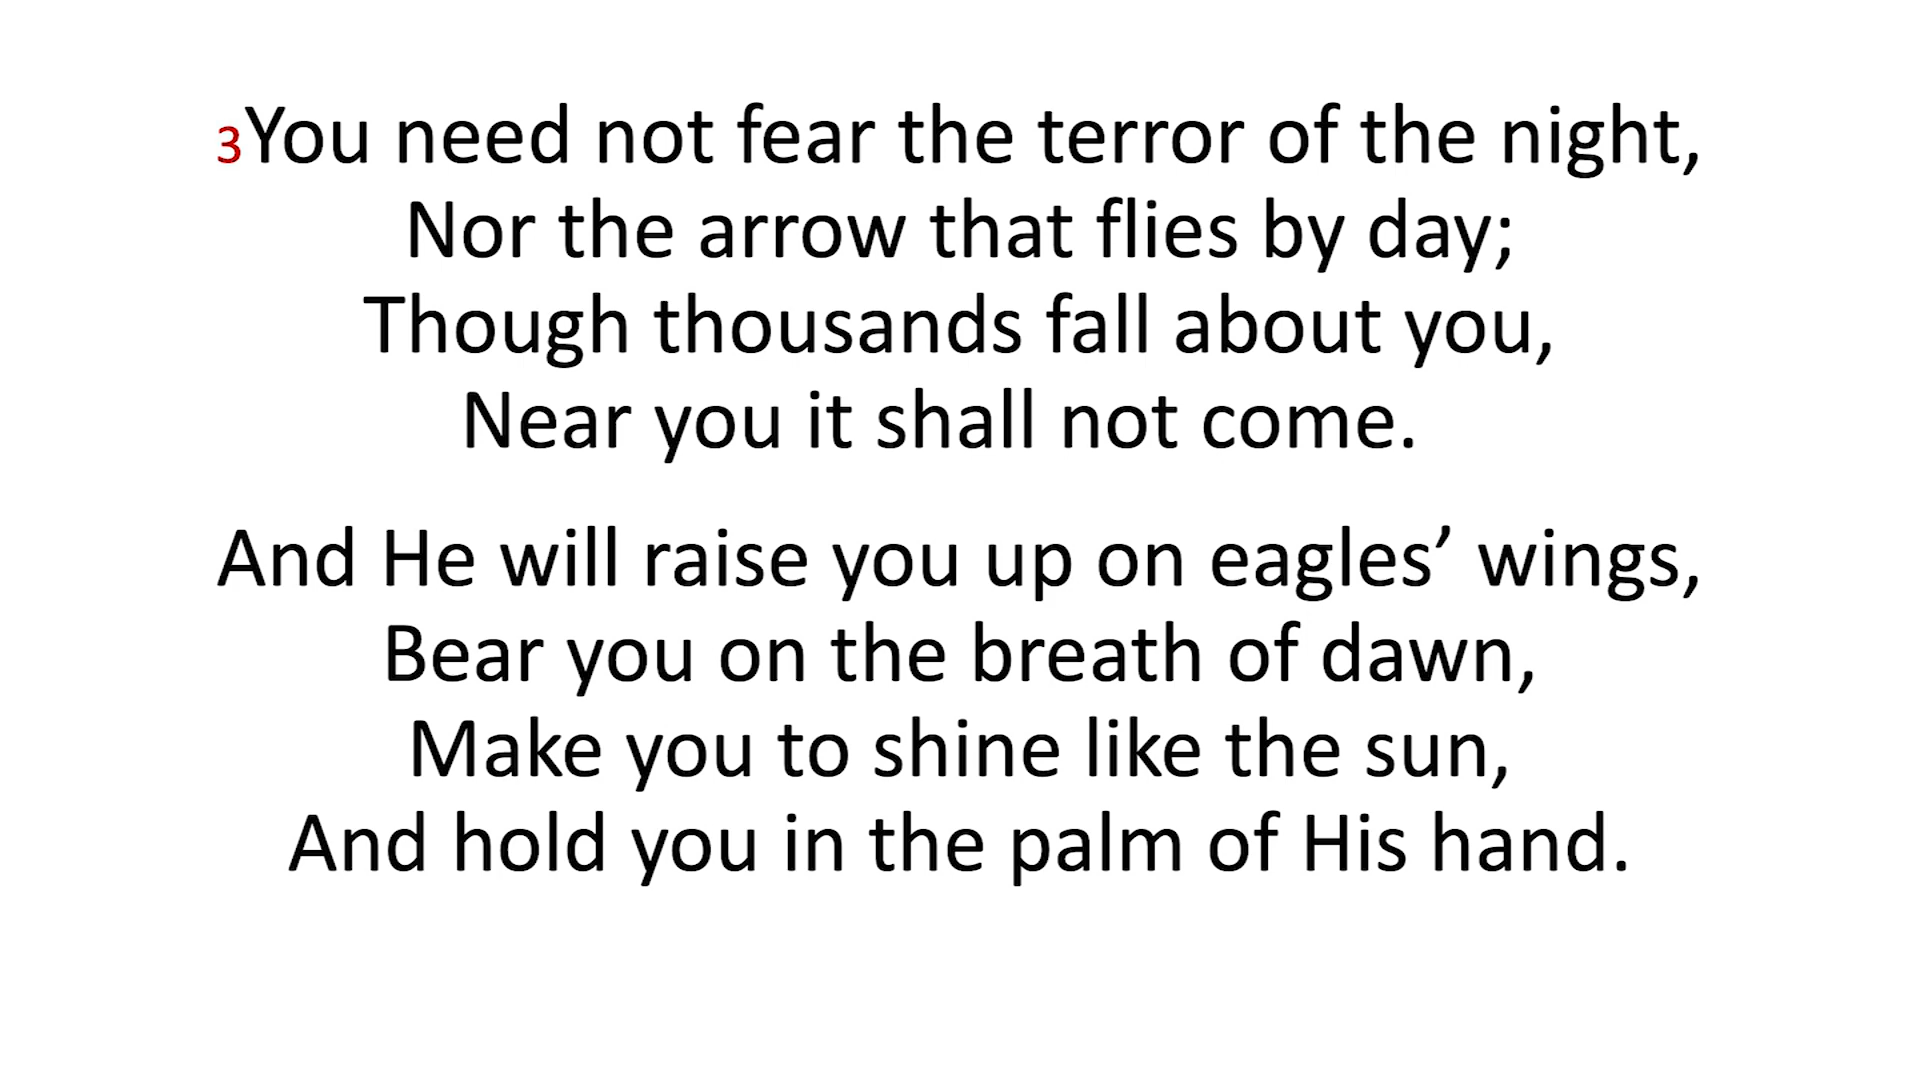 3You need not fear the terror of the night,
Nor the arrow that flies by day;
Though thousands fall about you,
Near you it shall not come.
And He will raise you up on eagles’ wings,
Bear you on the breath of dawn,
Make you to shine like the sun,
And hold you in the palm of His hand.